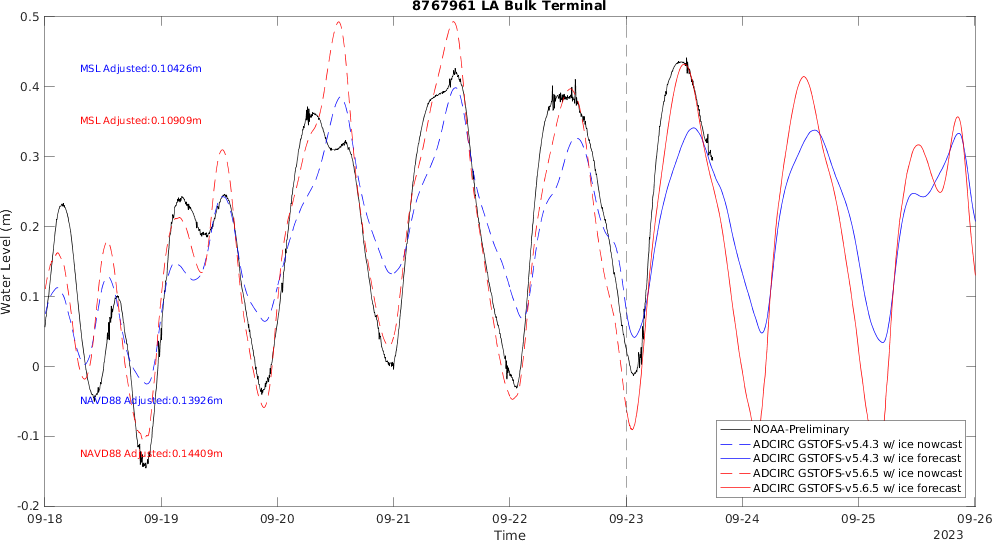 8767961 LA Bulk Terminal
Water Level (m)
0.5
0.4
0.3
0.2
0.1
0
-0.1
-0.2
MSL Adjusted:0.10426m
MSL Adjusted:0.10909m
NAVD88 Adjusted:0.13926m
NAVD88 Adjusted:0.14409m
NOAA-Preliminary
ADCIRC GSTOFS-v5.4.3 w/ ice nowcast
ADCIRC GSTOFS-v5.4.3 w/ ice forecast
ADCIRC GSTOFS-v5.6.5 w/ ice nowcast
ADCIRC GSTOFS-v5.6.5 w/ ice forecast
09-18 09-19 09-20 09-21 09-22 09-23 09-24 09-25 09-26
Time
2023